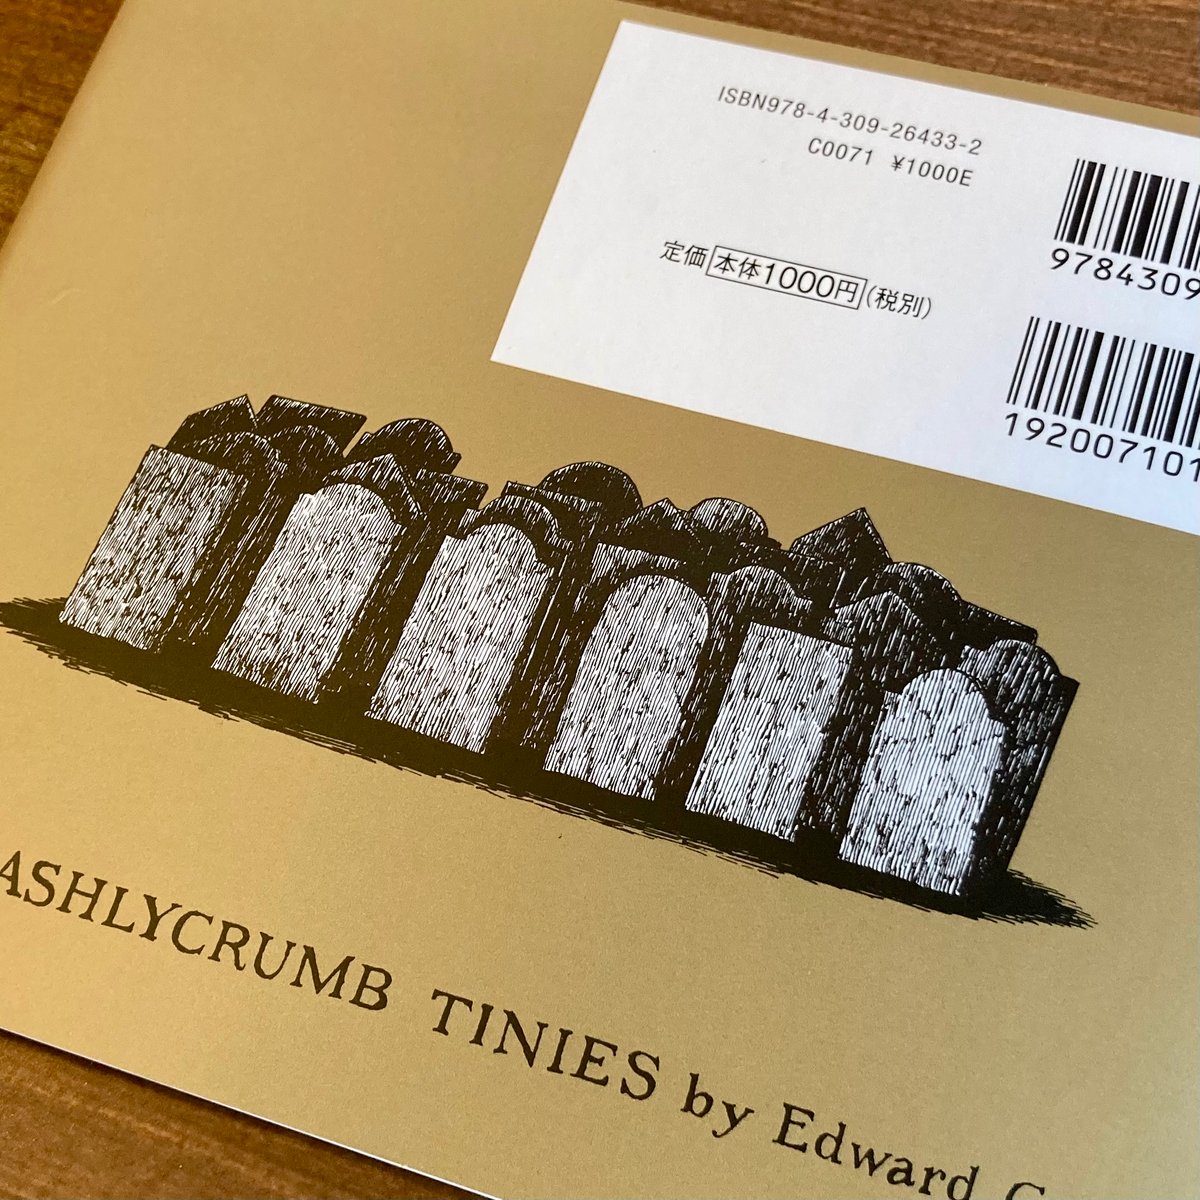 ISBN978-4-309-26433-2
C0071 ¥1000E
定価本体1000円(税別)
9784309
192007101
ASHLYCRUMB TINIES by Edward